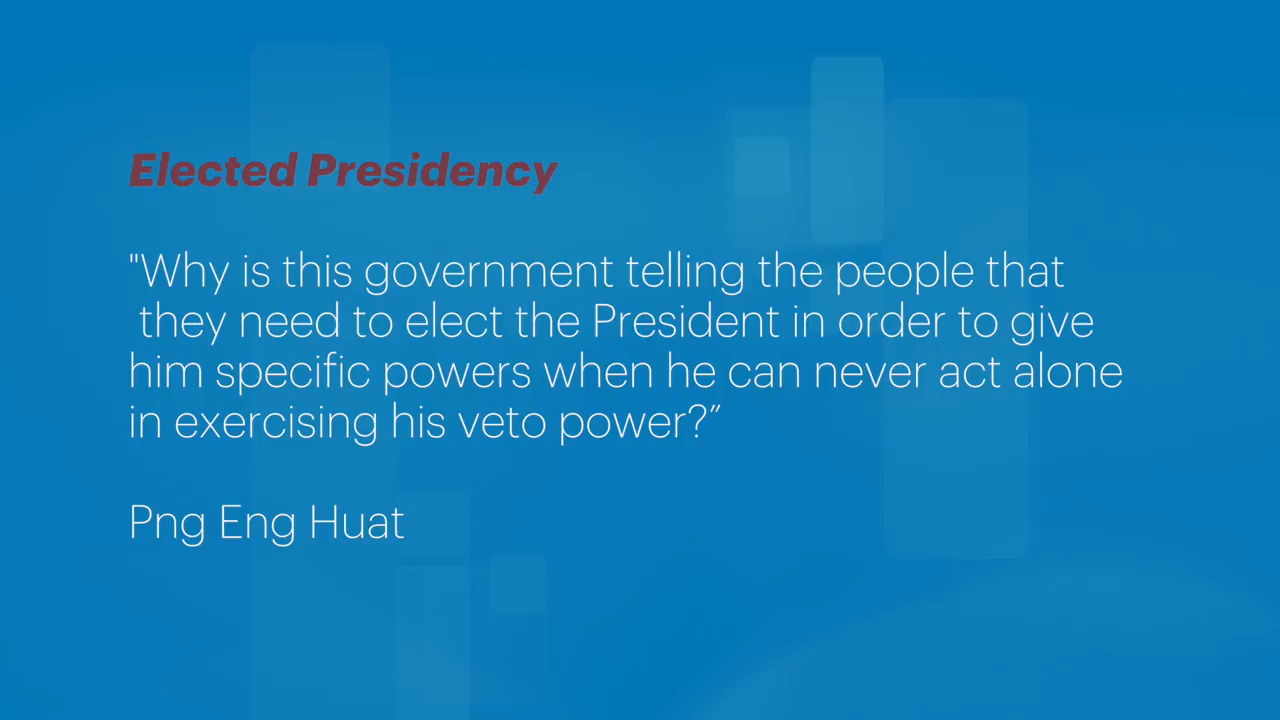 Elected Presidency
"Why is this government telling the people that
they need to elect the President in order to give
him specific powers when he can never act alone
in exercising his veto power?”
Png Eng Huat